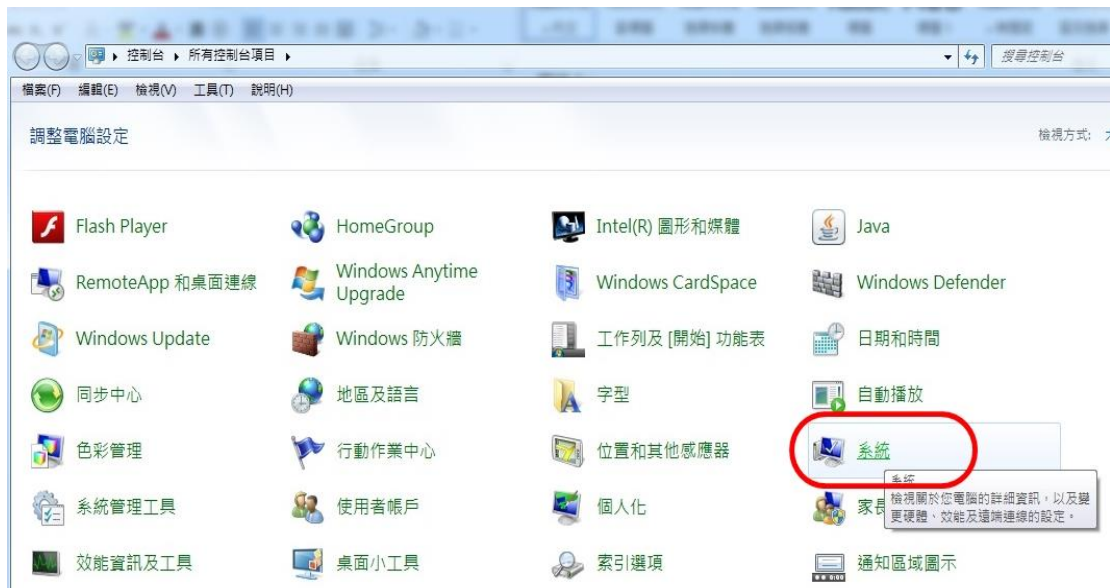 控制台 ▸ 所有控制台項目 ▸ 搜尋控制台
檔案(F) 編輯(E) 檢視(V) 工具(T) 說明(H)
調整電腦設定
檢視方式:
Flash Player
HomeGroup
Intel(R) 圖形和媒體
Java
RemoteApp 和桌面連線
Windows Anytime
Upgrade
Windows CardSpace
Windows Defender
Windows Update
Windows 防火牆
工作列及 [開始] 功能表
日期和時間
同步中心
地區及語言
字型
自動播放
色彩管理
行動作業中心
位置和其他感應器
系統
系統
檢視關於您電腦的詳細資訊，以及變
更硬體、效能及遠端連線的設定。
系統管理工具
使用者帳戶
個人化
家長
效能資訊及工具
桌面小工具
索引選項
通知區域圖示